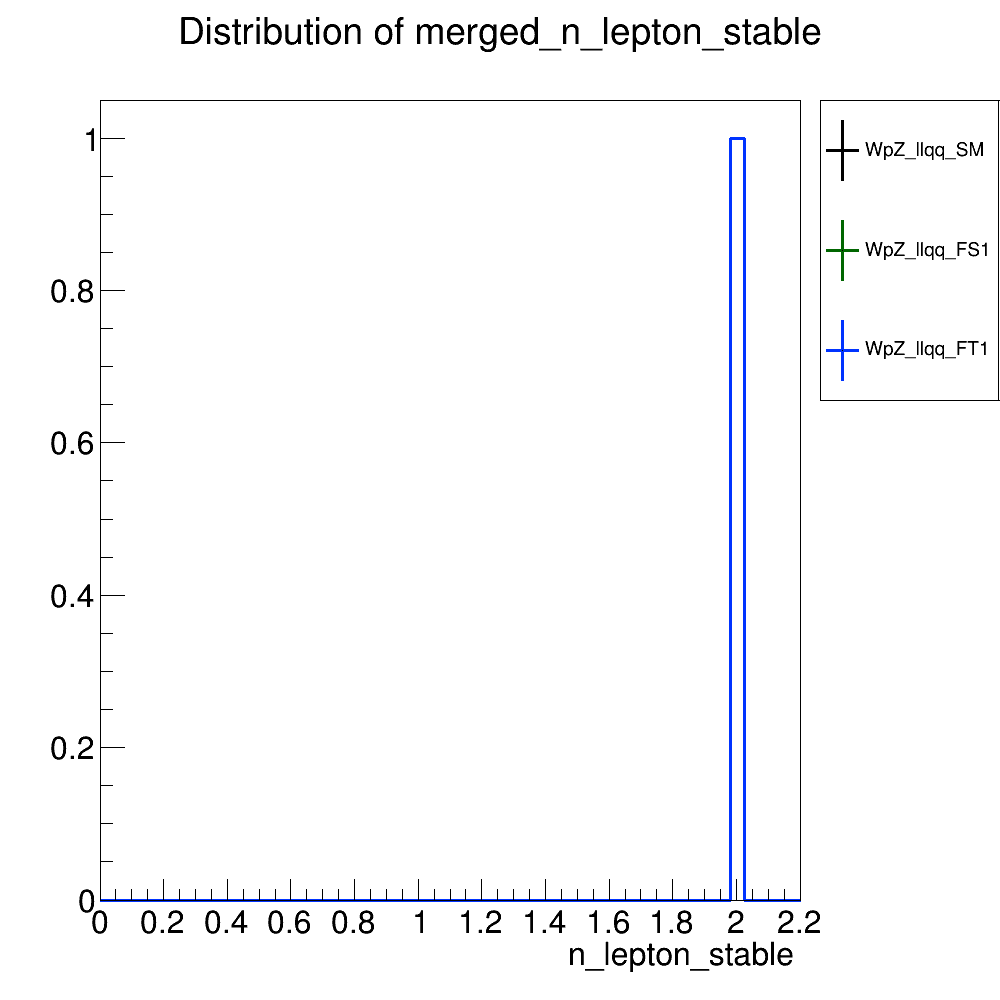 Distribution of merged_n_lepton_stable
WpZ_llqq_SM
WpZ_llqq_FS1
WpZ_llqq_FT1
1
0.8
0.6
0.4
0.2
0
0 0.2 0.4 0.6 0.8 1 1.2 1.4 1.6 1.8 2 2.2
n_lepton_stable